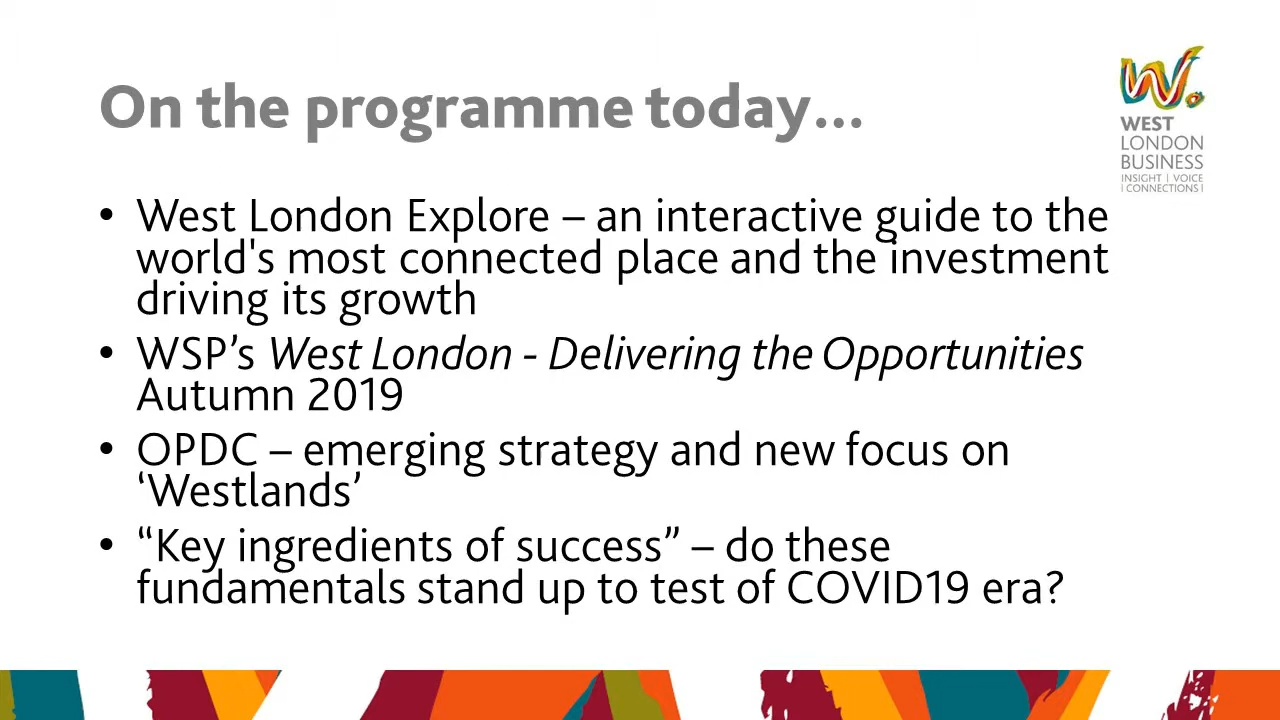 On the programme today...
WEST
LONDON
BUSINESS
INSIGHT | VOICE
| CONNECTIONS |
• West London Explore – an interactive guide to the
world's most connected place and the investment
driving its growth
• WSP’s West London - Delivering the Opportunities
Autumn 2019
• OPDC – emerging strategy and new focus on
‘Westlands’
• “Key ingredients of success” – do these
fundamentals stand up to test of COVID19 era?